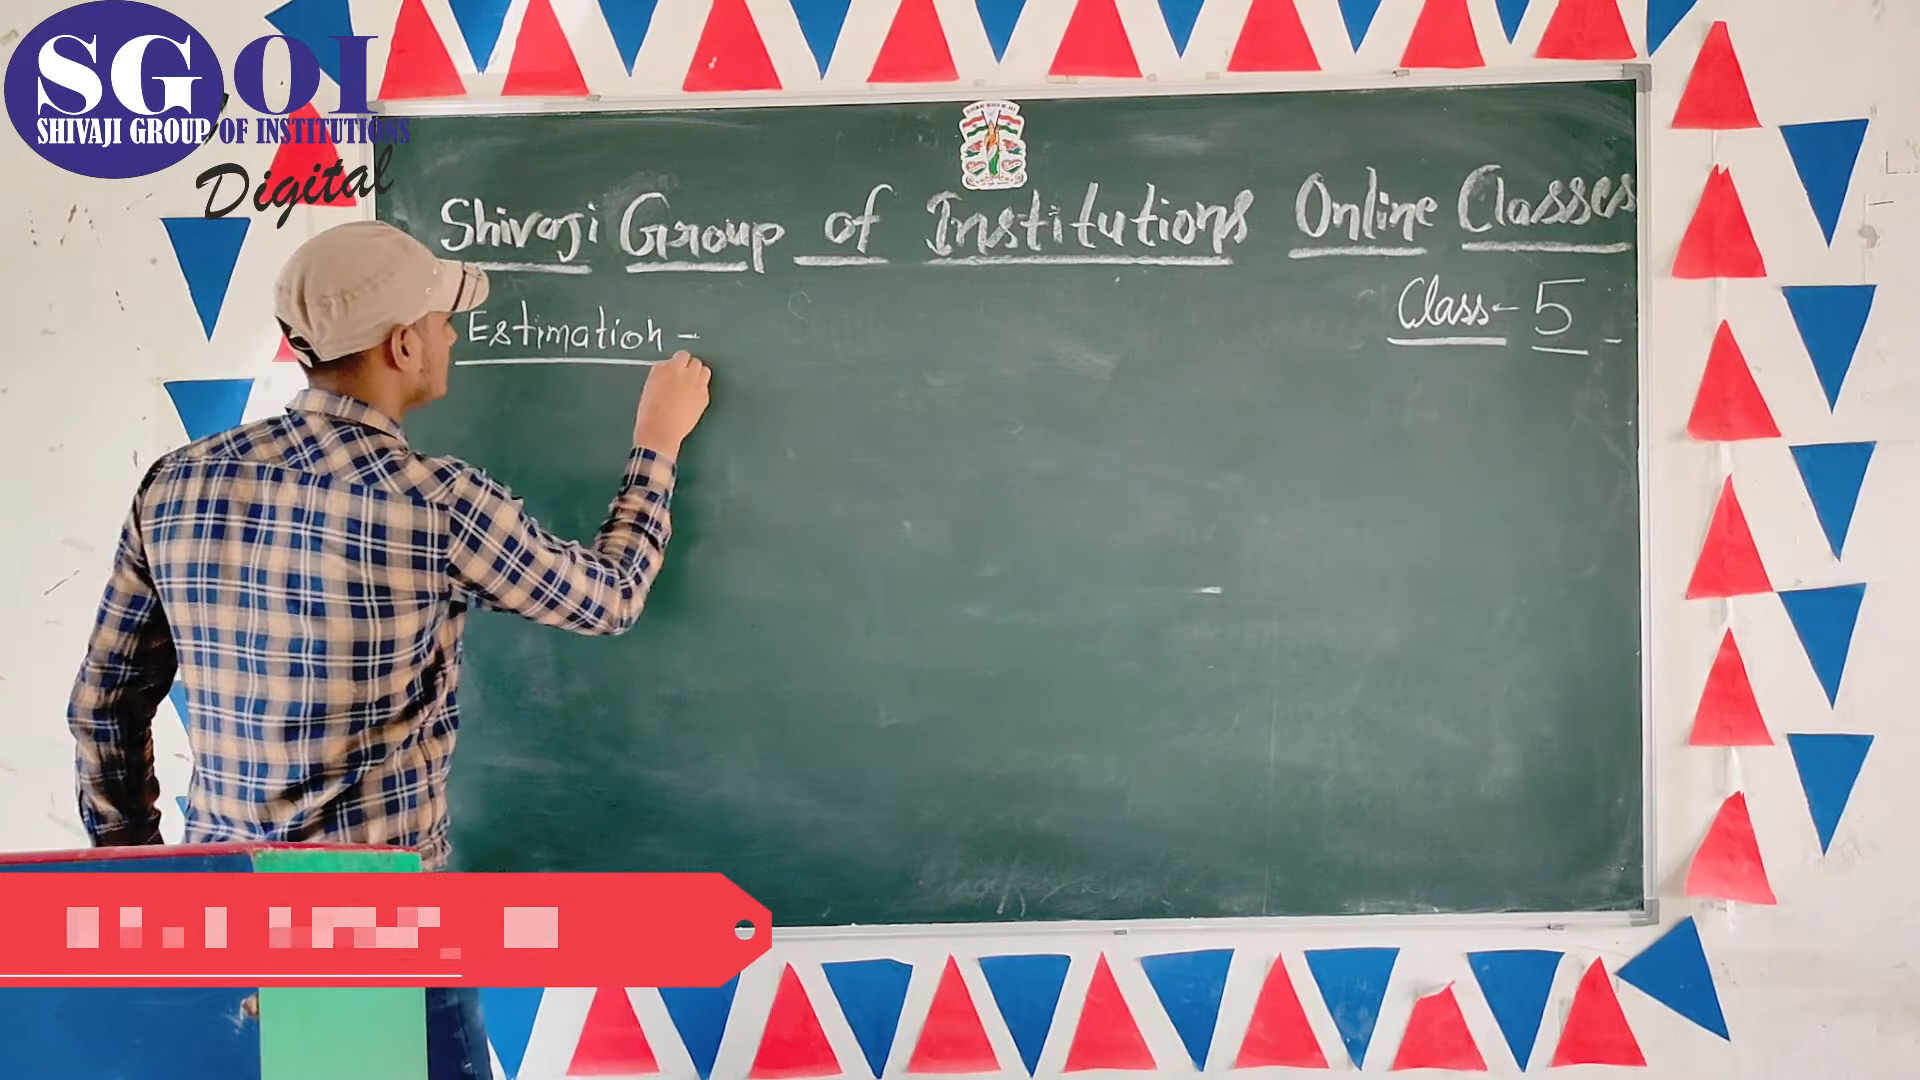 SGOI
SHIVAJI GROUP OF INSTITUTIONS
Digital
Shivaji Group of Institutions Online Classes
Class - 5 -
Estimation -